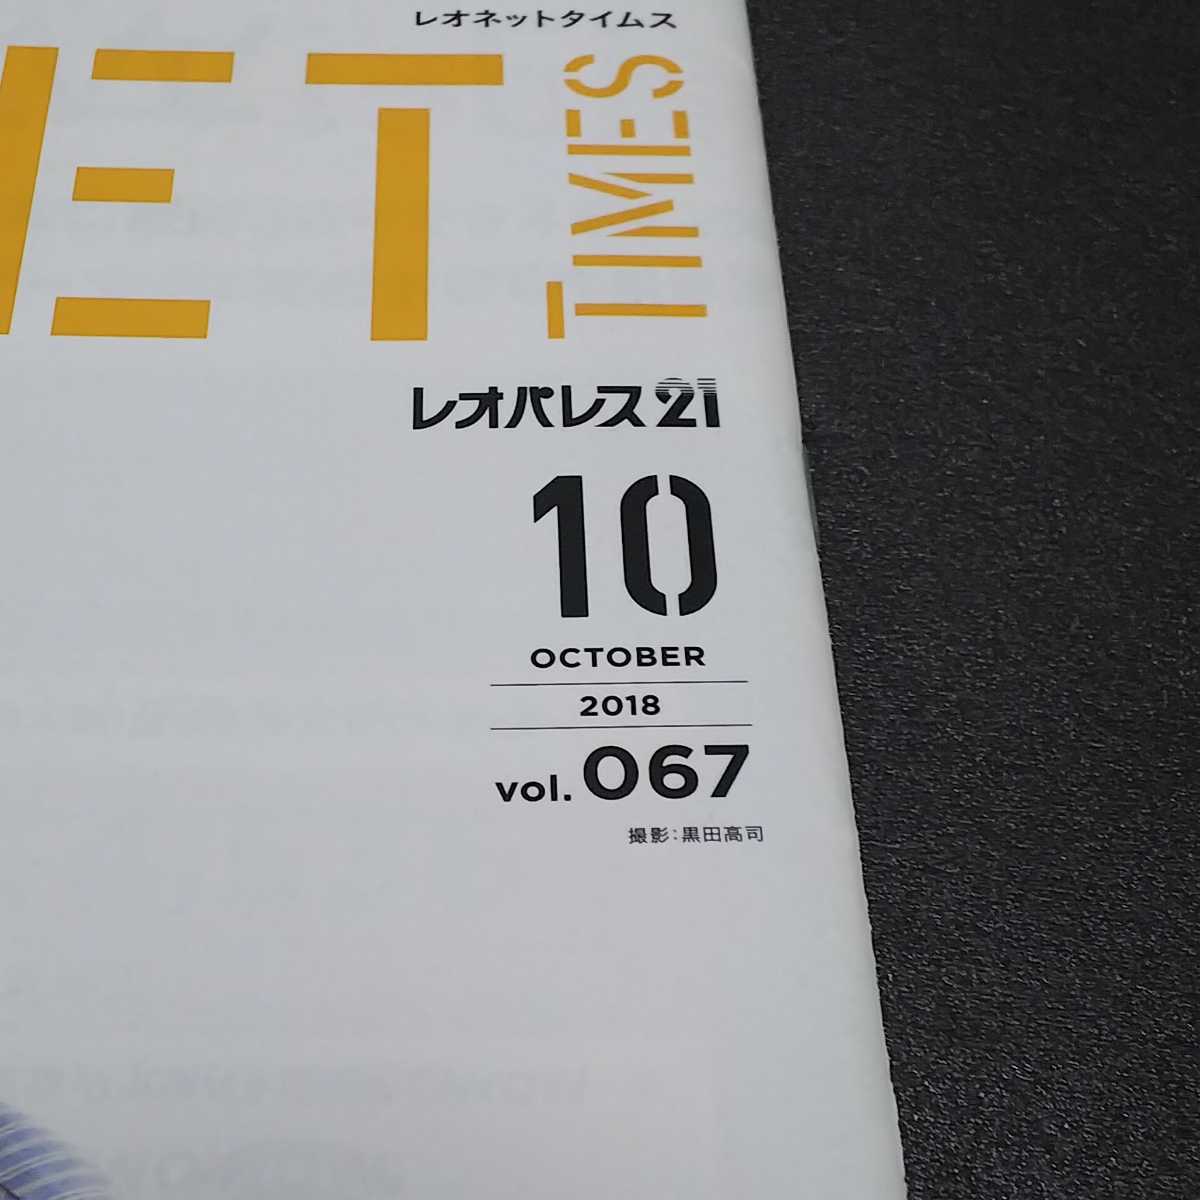 レオネットタイムス
NET
TIMES
レオパレス21
10
OCTOBER
2018
vol. 067
撮影:黒田高司